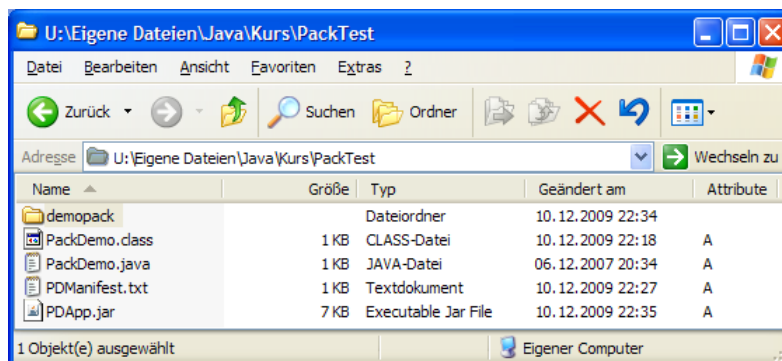 U:\Eigene Dateien\Java\Kurs\PackTest
Datei Bearbeiten Ansicht Favoriten Extras ?
Zurück Suchen Ordner
Adresse U:\Eigene Dateien\Java\Kurs\PackTest Wechseln zu
Name Größe Typ Geändert am Attribute
demopack Dateiordner 10.12.2009 22:34
PackDemo.class 1 KB CLASS-Datei 10.12.2009 22:18 A
PackDemo.java 1 KB JAVA-Datei 06.12.2007 20:34 A
PDManifest.txt 1 KB Textdokument 10.12.2009 22:27 A
PDApp.jar 7 KB Executable Jar File 10.12.2009 22:35 A
1 Objekt(e) ausgewählt Eigener Computer